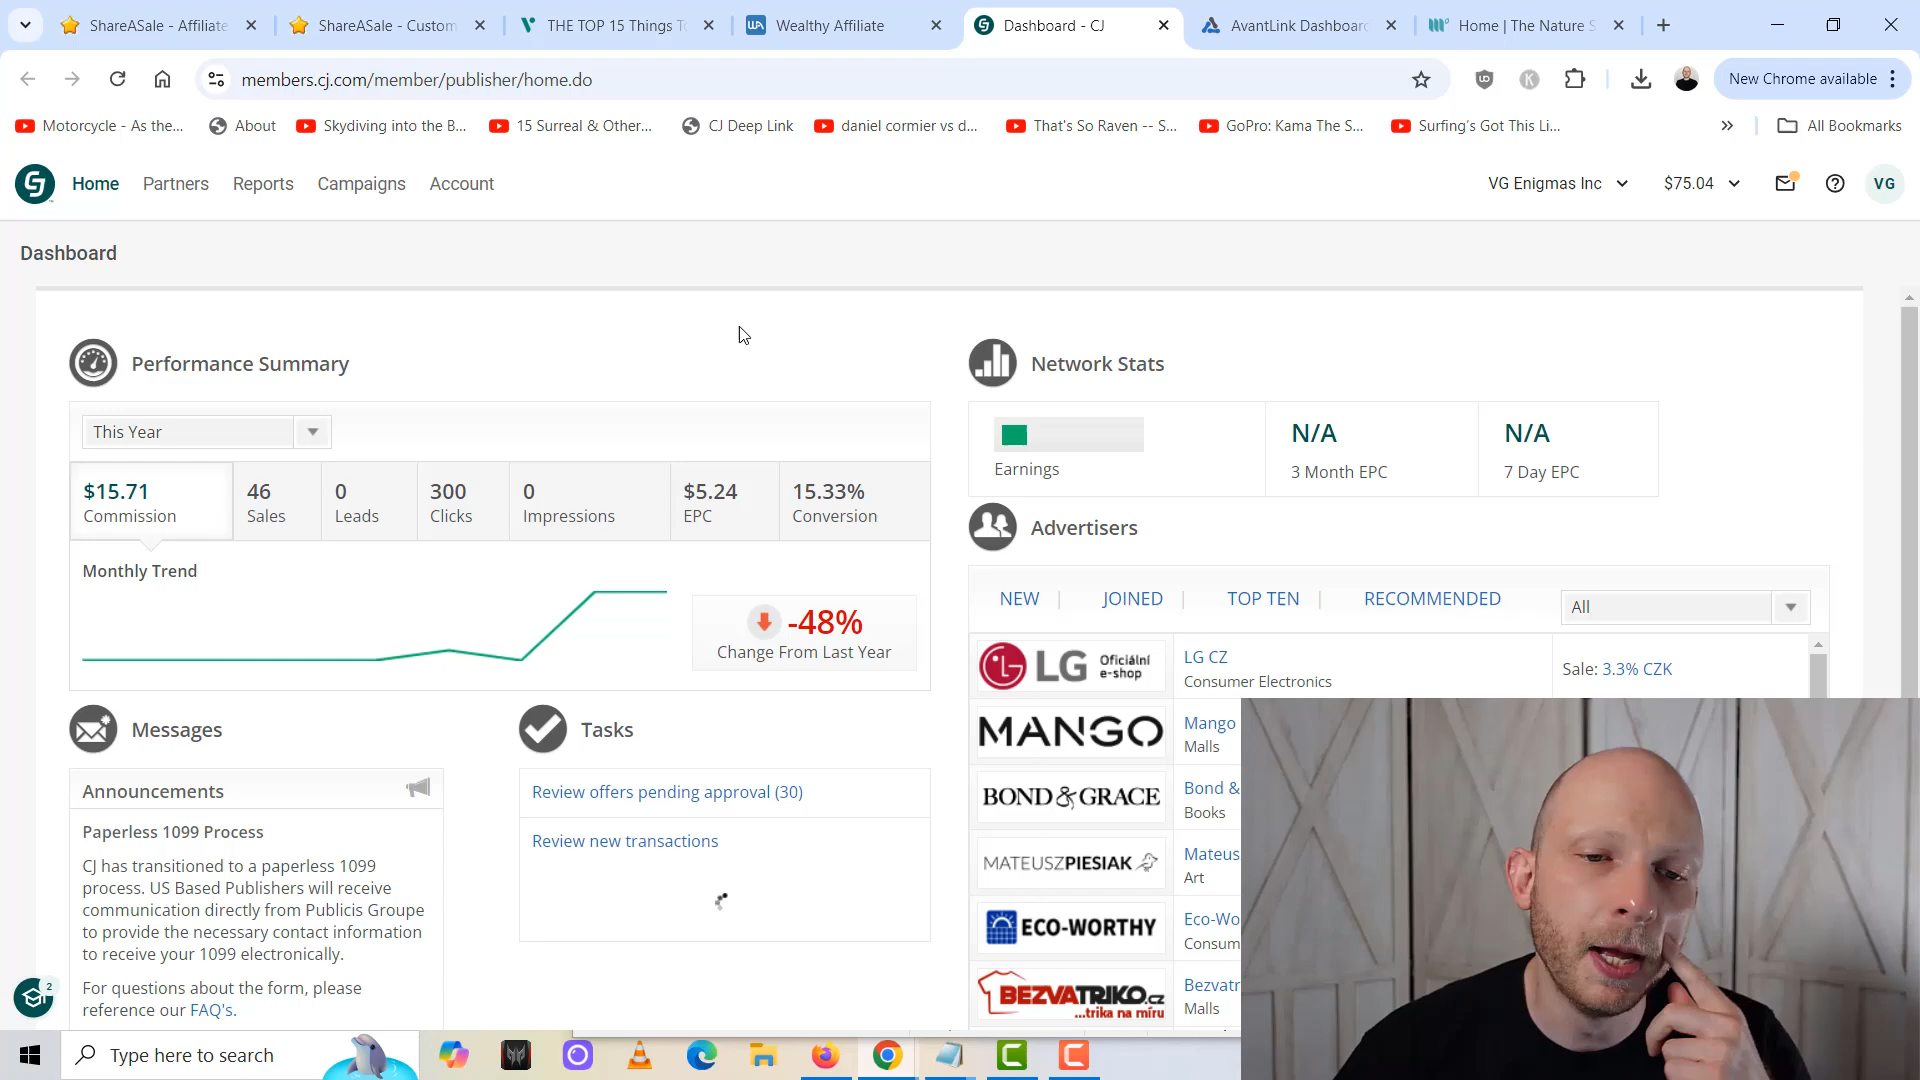 ShareASale - Affiliate
ShareASale - Custom
THE TOP 15 Things To
WA
Wealthy Affiliate
Dashboard - CJ
AvantLink Dashboard
Home | The Nature S
members.cj.com/member/publisher/home.do
New Chrome available
Motorcycle - As the...
About
Skydiving into the B...
15 Surreal & Other...
CJ Deep Link
daniel cormier vs d...
That's So Raven -- S...
GoPro: Kama The S...
Surfing's Got This Li...
All Bookmarks
Home
Partners
Reports
Campaigns
Account
VG Enigmas Inc
$75.04
VG
Dashboard
Performance Summary
This Year
$15.71
Commission
46
Sales
0
Leads
300
Clicks
0
Impressions
$5.24
EPC
15.33%
Conversion
Monthly Trend
-48%
Change From Last Year
Network Stats
Earnings
N/A
3 Month EPC
N/A
7 Day EPC
Advertisers
NEW
JOINED
TOP TEN
RECOMMENDED
All
LG Oficiální
e-shop
LG CZ
Consumer Electronics
Sale: 3.3% CZK
MANGO
Mango
Malls
BOND & GRACE
Bond &
Books
MATEUSZPIESIAK
Mateus
Art
ECO-WORTHY
Eco-Wo
Consum
BEZVATRIKO.cz
...trika na míru
Bezvatr
Malls
Messages
Announcements
Paperless 1099 Process
CJ has transitioned to a paperless 1099
process. US Based Publishers will receive
communication directly from Publicis Groupe
to provide the necessary contact information
to receive your 1099 electronically.
For questions about the form, please
reference our FAQ's.
Tasks
Review offers pending approval (30)
Review new transactions
2
Type here to search